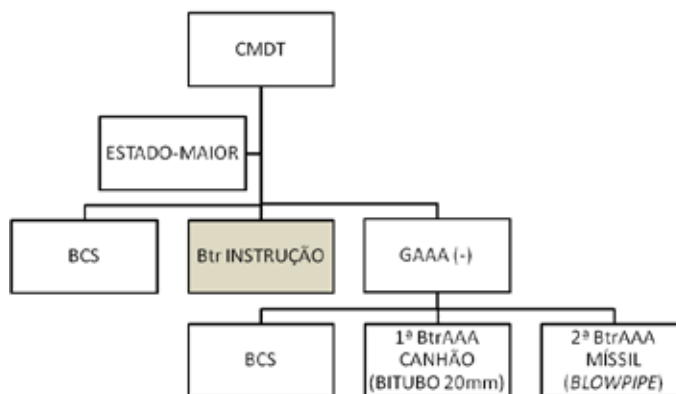 CMDT
ESTADO-MAIOR
BCS
Btr INSTRUÇÃO
GAAA (-)
BCS
1ª BtrAAA
CANHÃO
(BITUBO 20mm)
2ª BtrAAA
MÍSSIL
(BLOWPIPE)